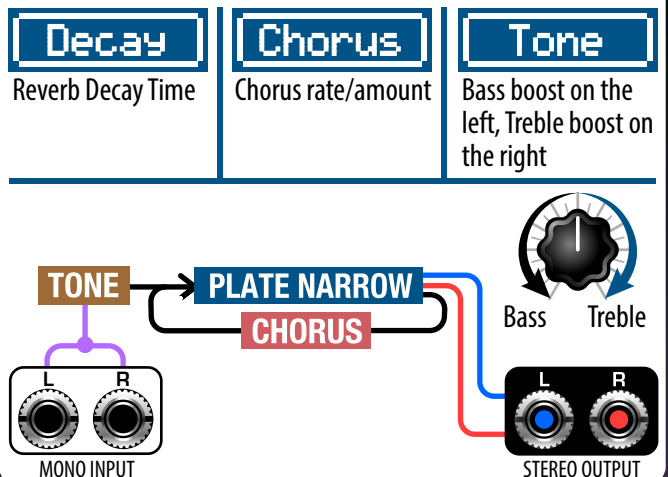 Decay
Chorus
Tone
Reverb Decay Time
Chorus rate/amount
Bass boost on the
left, Treble boost on
the right
TONE
PLATE NARROW
CHORUS
Bass
Treble
L
R
MONO INPUT
L
R
STEREO OUTPUT